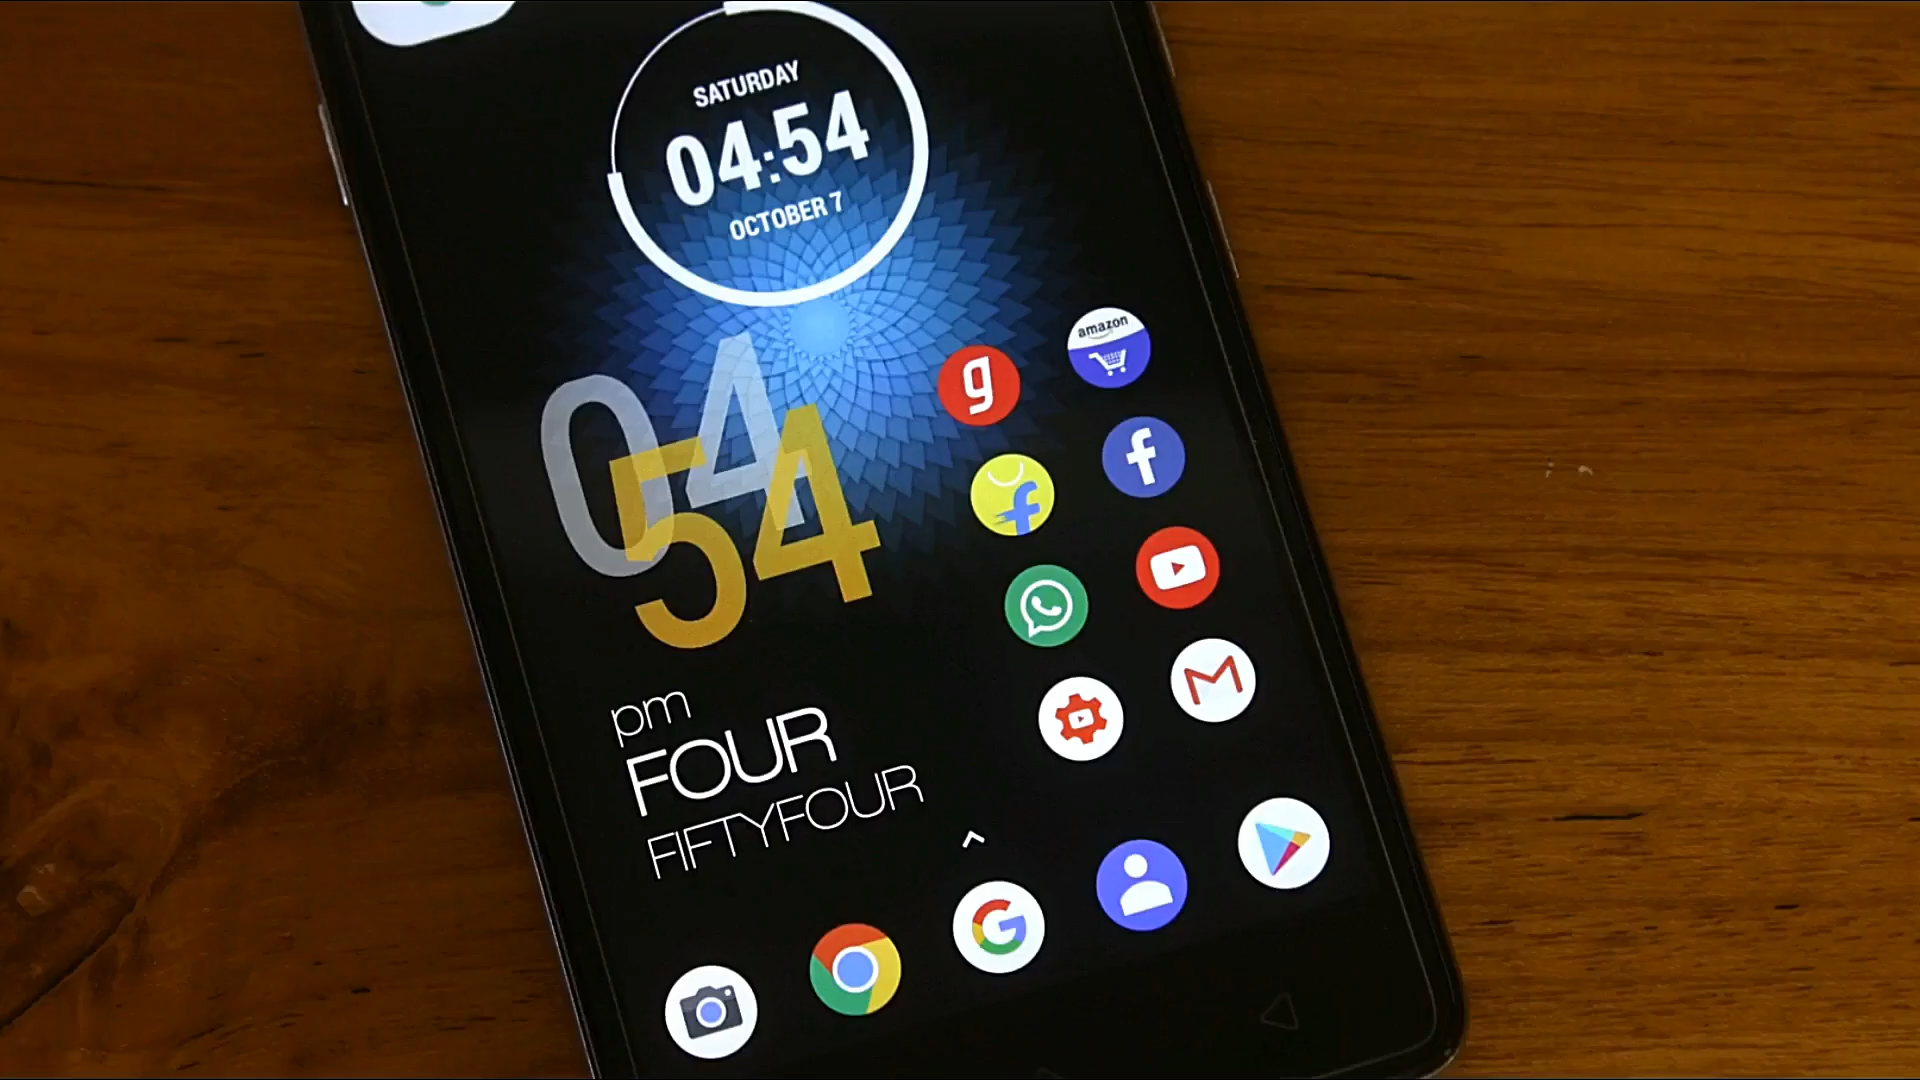 SATURDAY
04:54
OCTOBER 7
04
54
pm
FOUR
FIFTYFOUR
amazon
g
f
f
M
G